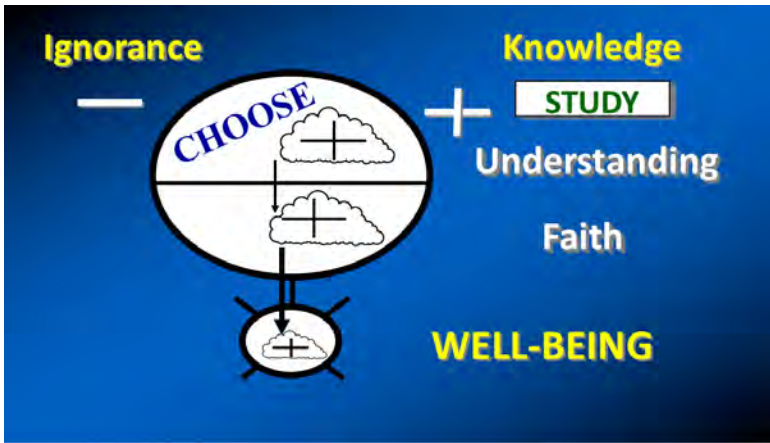 Ignorance
Knowledge
CHOOSE
STUDY
Understanding
Faith
WELL-BEING